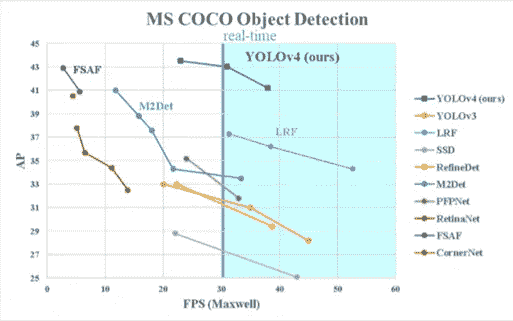 MS COCO Object Detection
real-time
YOLOv4 (ours)
FSAF
M2Det
LRF
AP
45
43
41
39
37
35
33
31
29
27
25
0
10
20
30
40
50
60
FPS (Maxwell)
YOLOv4 (ours)
YOLOv3
LRF
SSD
RefineDet
M2Det
PFPNet
RetinaNet
FSAF
CornerNet